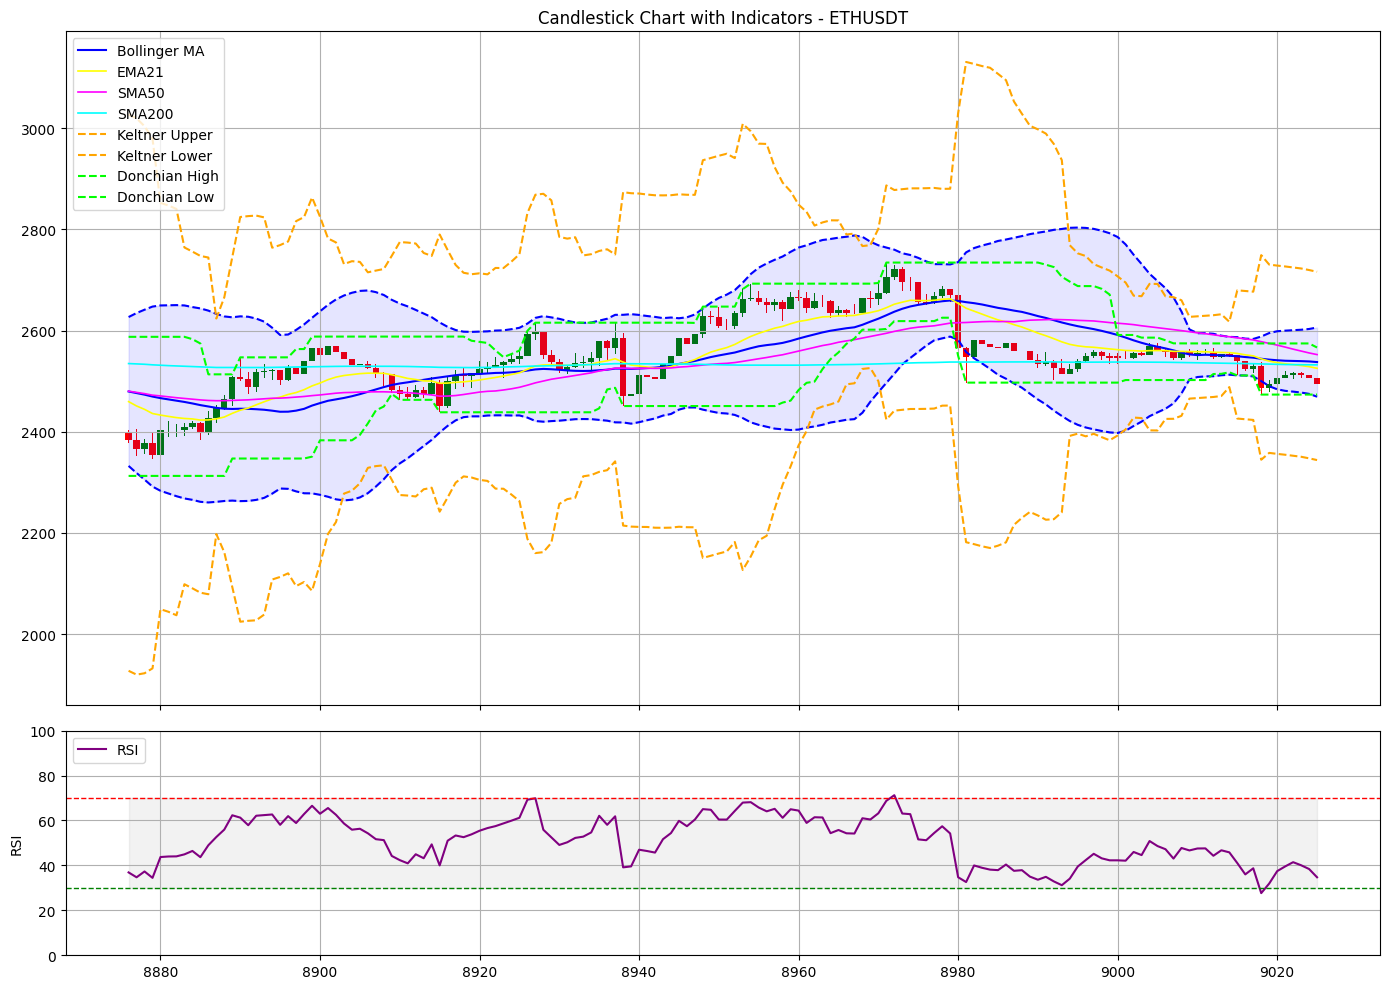 Candlestick Chart with Indicators - ETHUSDT
Bollinger MA
EMA21
SMA50
SMA200
Keltner Upper
Keltner Lower
Donchian High
Donchian Low
3000
2800
2600
2400
2200
2000
100
80
60
40
20
0
RSI
RSI
8880
8900
8920
8940
8960
8980
9000
9020